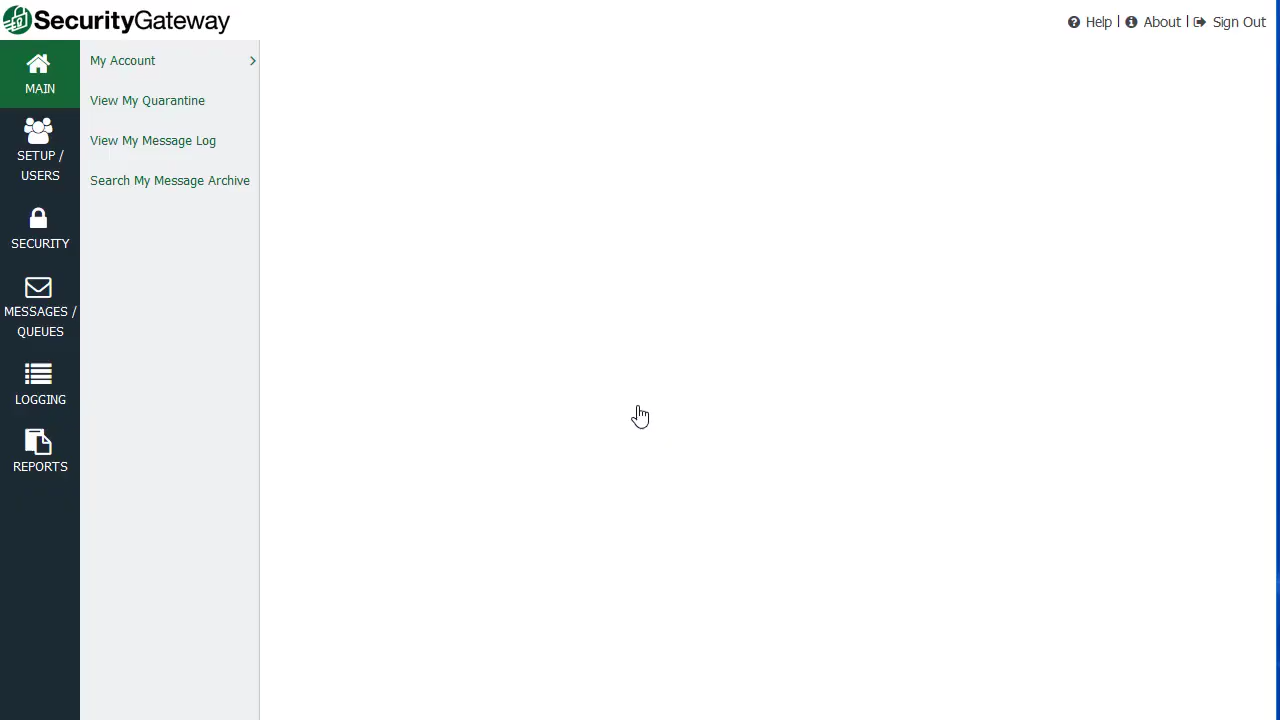 SecurityGateway
Help | About | Sign Out
MAIN
SETUP /
USERS
SECURITY
MESSAGES /
QUEUES
LOGGING
REPORTS
My Account
View My Quarantine
View My Message Log
Search My Message Archive